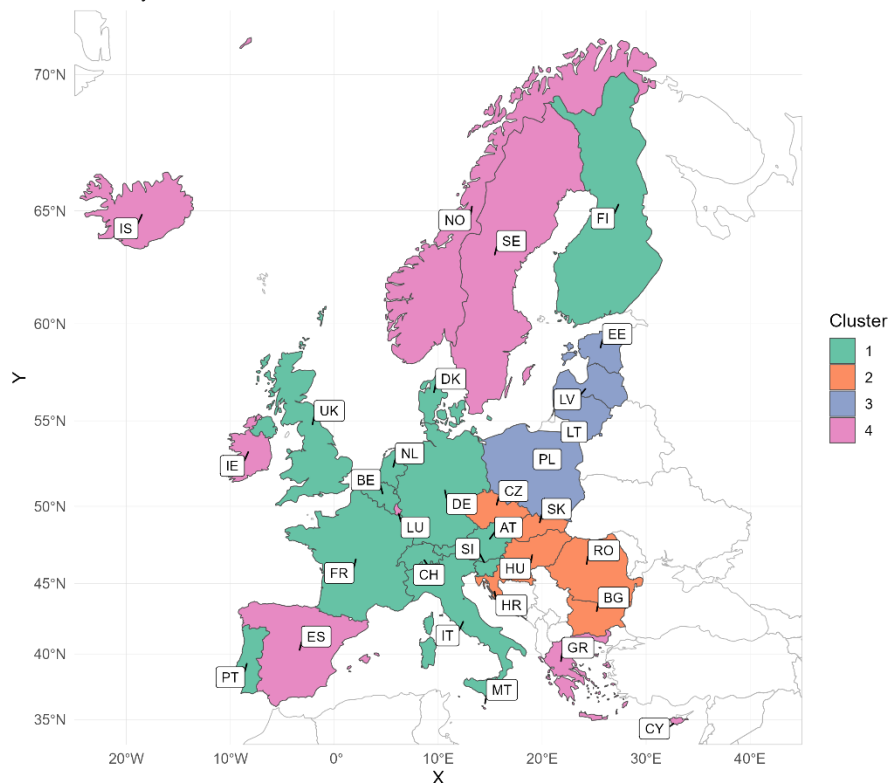 70°N
65°N
60°N
55°N
50°N
45°N
40°N
35°N
Y
IS
NO
SE
FI
EE
LV
LT
DK
UK
IE
NL
BE
PL
CZ
DE
SK
LU
AT
SI
RO
FR
CH
HU
BG
HR
IT
ES
GR
PT
MT
CY
20°W
10°W
0°
10°E
20°E
30°E
40°E
X
Cluster
1
2
3
4